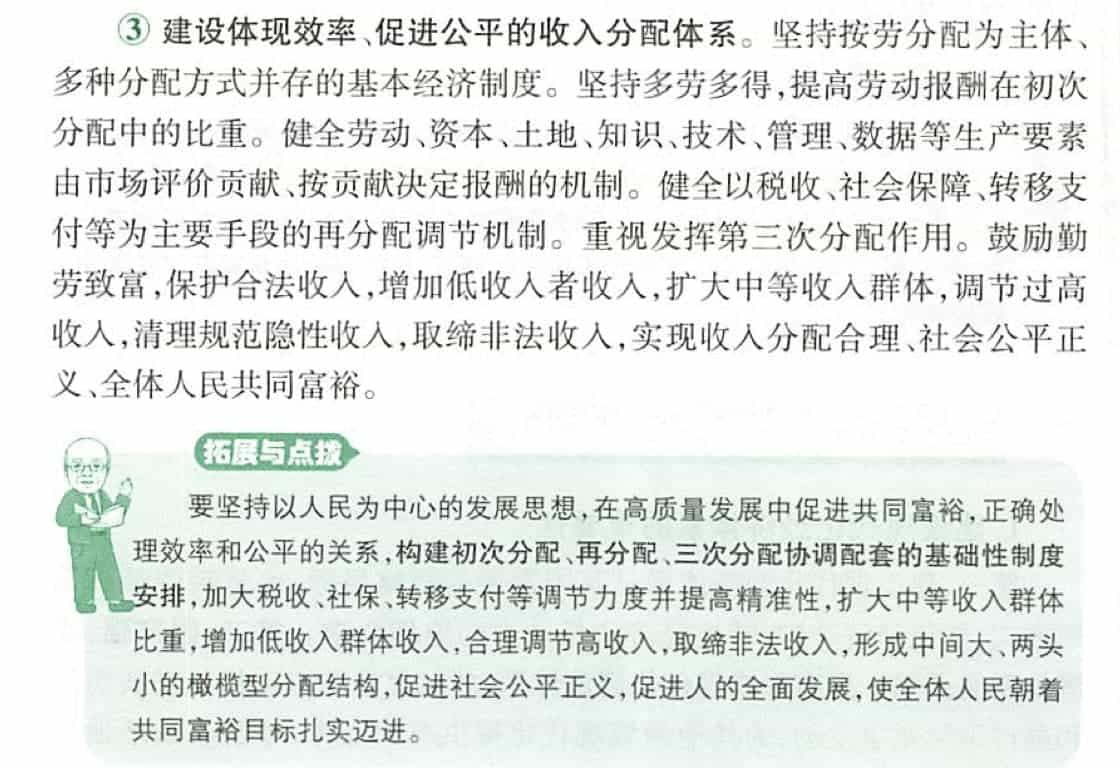 ③ 建设体现效率、促进公平的收入分配体系。坚持按劳分配为主体、
多种分配方式并存的基本经济制度。坚持多劳多得,提高劳动报酬在初次
分配中的比重。健全劳动、资本、土地、知识、技术、管理、数据等生产要素
由市场评价贡献、按贡献决定报酬的机制。健全以税收、社会保障、转移支
付等为主要手段的再分配调节机制。重视发挥第三次分配作用。鼓励勤
劳致富,保护合法收入,增加低收入者收入,扩大中等收入群体,调节过高
收入,清理规范隐性收入,取缔非法收入,实现收入分配合理、社会公平正
义、全体人民共同富裕。
拓展与点拨
要坚持以人民为中心的发展思想,在高质量发展中促进共同富裕,正确处
理效率和公平的关系,构建初次分配、再分配、三次分配协调配套的基础性制度
安排,加大税收、社保、转移支付等调节力度并提高精准性,扩大中等收入群体
比重,增加低收入群体收入,合理调节高收入,取缔非法收入,形成中间大、两头
小的橄榄型分配结构,促进社会公平正义,促进人的全面发展,使全体人民朝着
共同富裕目标扎实迈进。